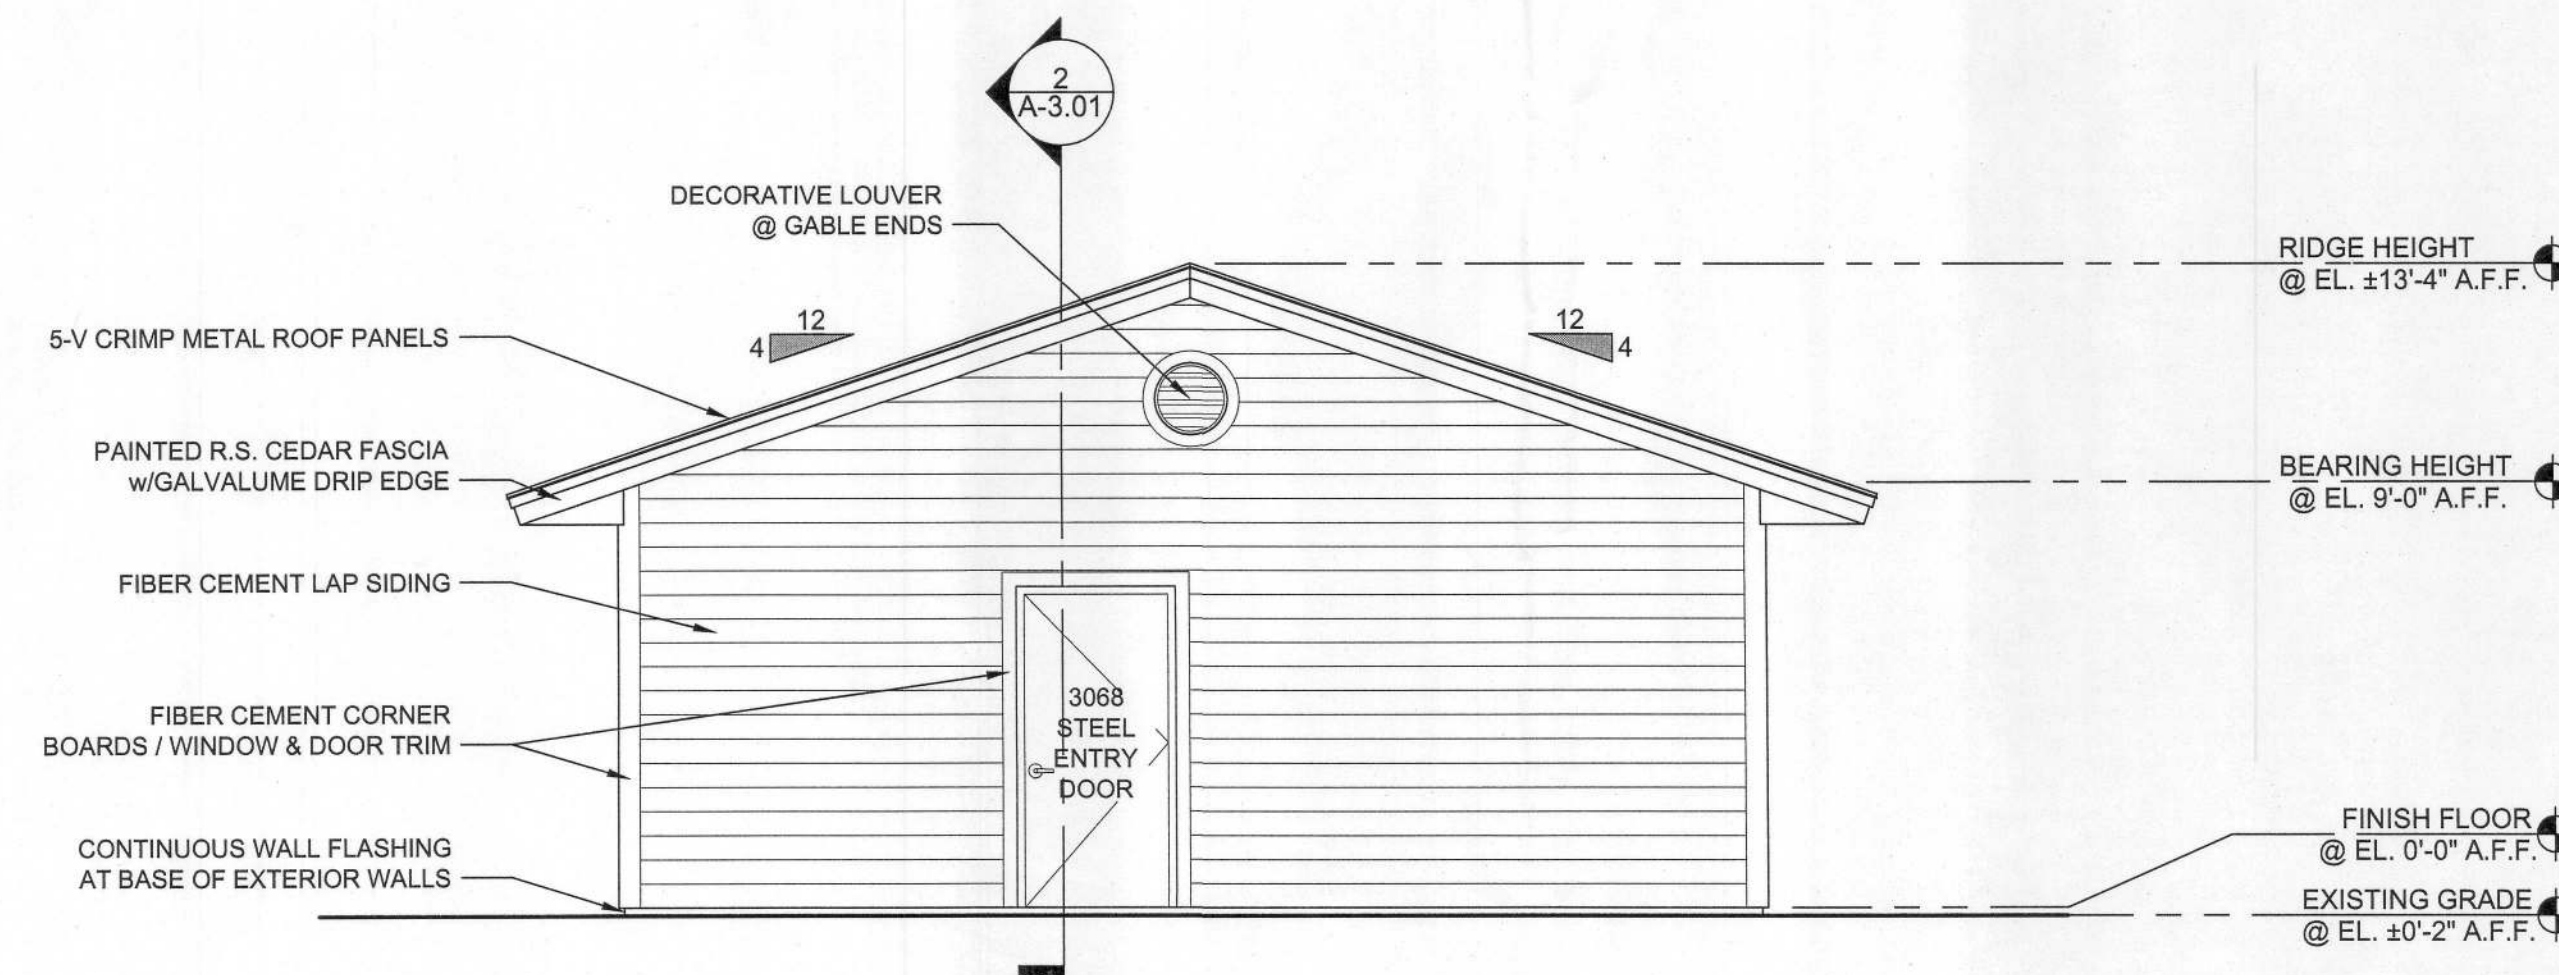 2
A-3.01
DECORATIVE LOUVER
@ GABLE ENDS
RIDGE HEIGHT
@ EL. ±13'-4" A.F.F.
12
4
12
4
5-V CRIMP METAL ROOF PANELS
PAINTED R.S. CEDAR FASCIA
w/GALVALUME DRIP EDGE
BEARING HEIGHT
@ EL. 9'-0" A.F.F.
FIBER CEMENT LAP SIDING
3068
STEEL
ENTRY
DOOR
FIBER CEMENT CORNER
BOARDS / WINDOW & DOOR TRIM
CONTINUOUS WALL FLASHING
AT BASE OF EXTERIOR WALLS
FINISH FLOOR
@ EL. 0'-0" A.F.F.
EXISTING GRADE
@ EL. ±0'-2" A.F.F.